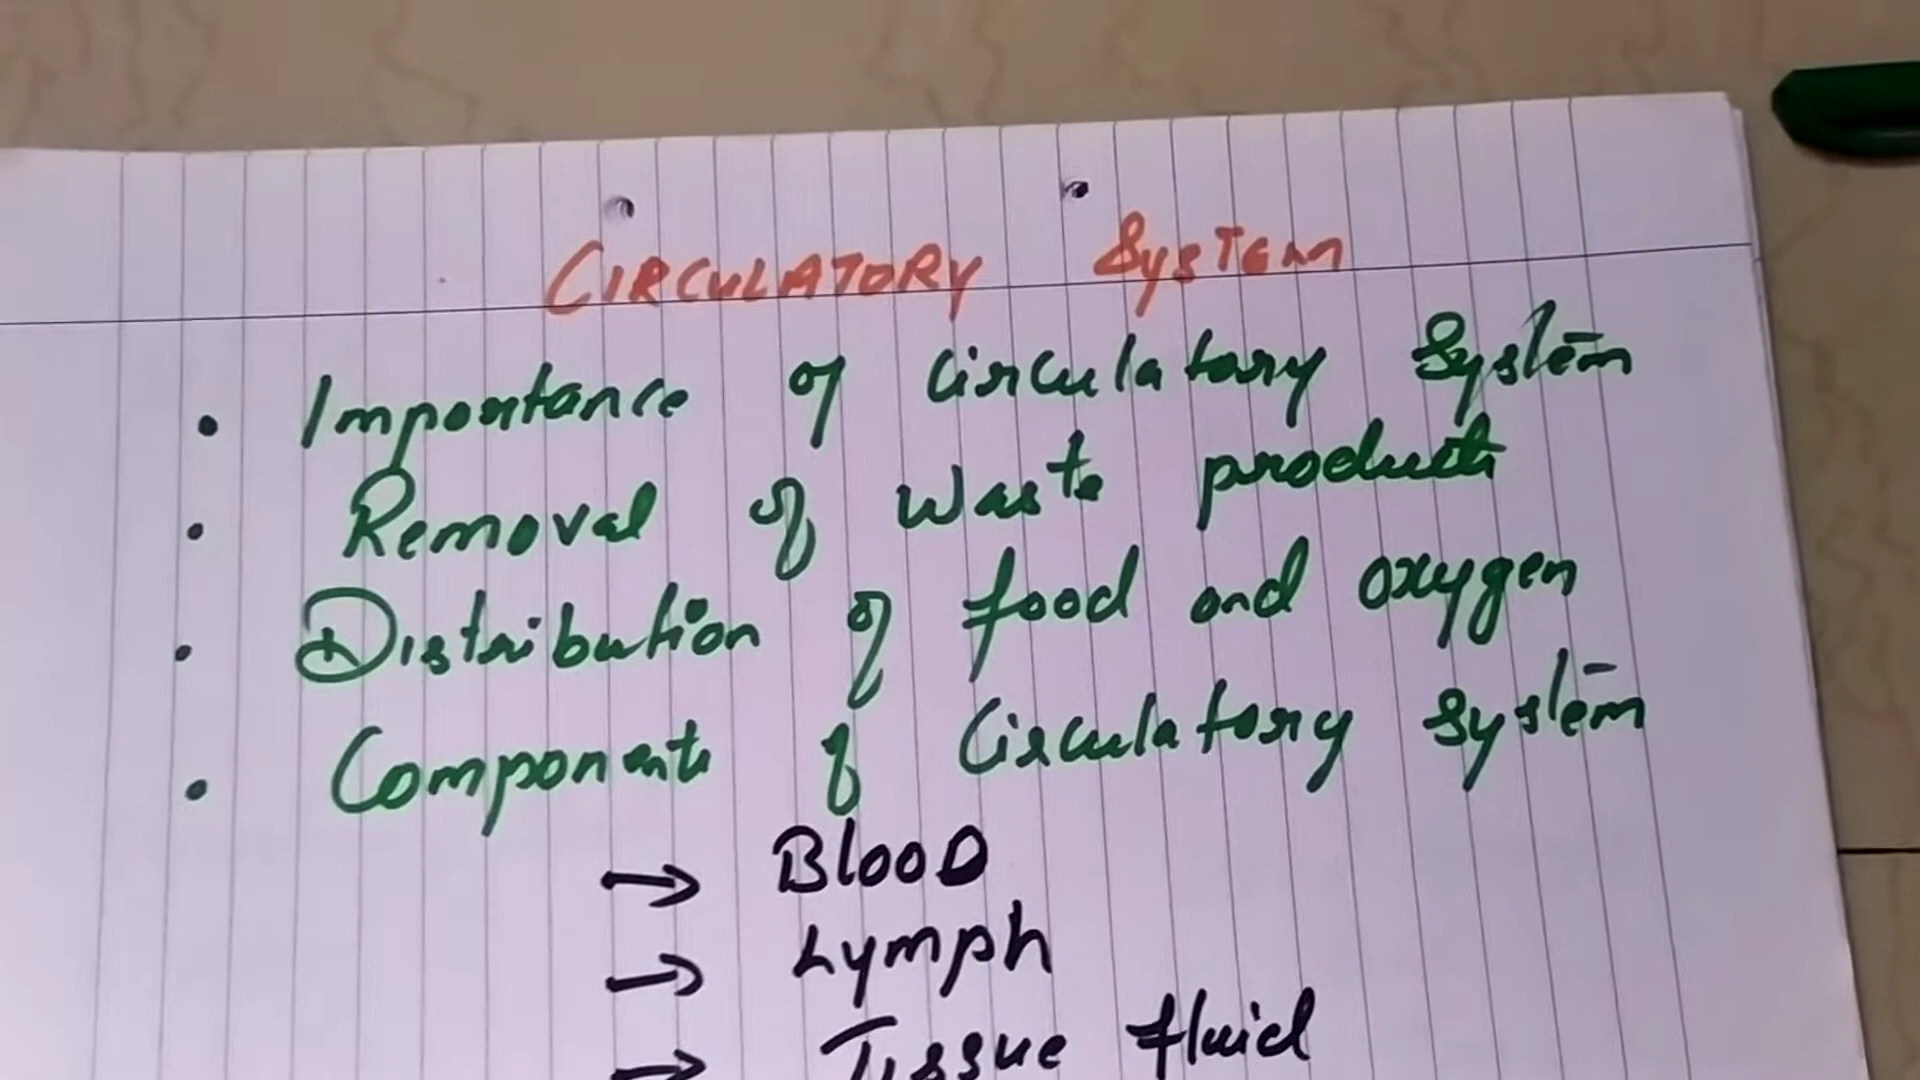 CIRCULATORY SYSTEM
• Importance of Circulatory System
• Removal of waste products
• Distribution of food and oxygen
• Components of Circulatory System
→ Blood
→ Lymph
→ Tissue fluid